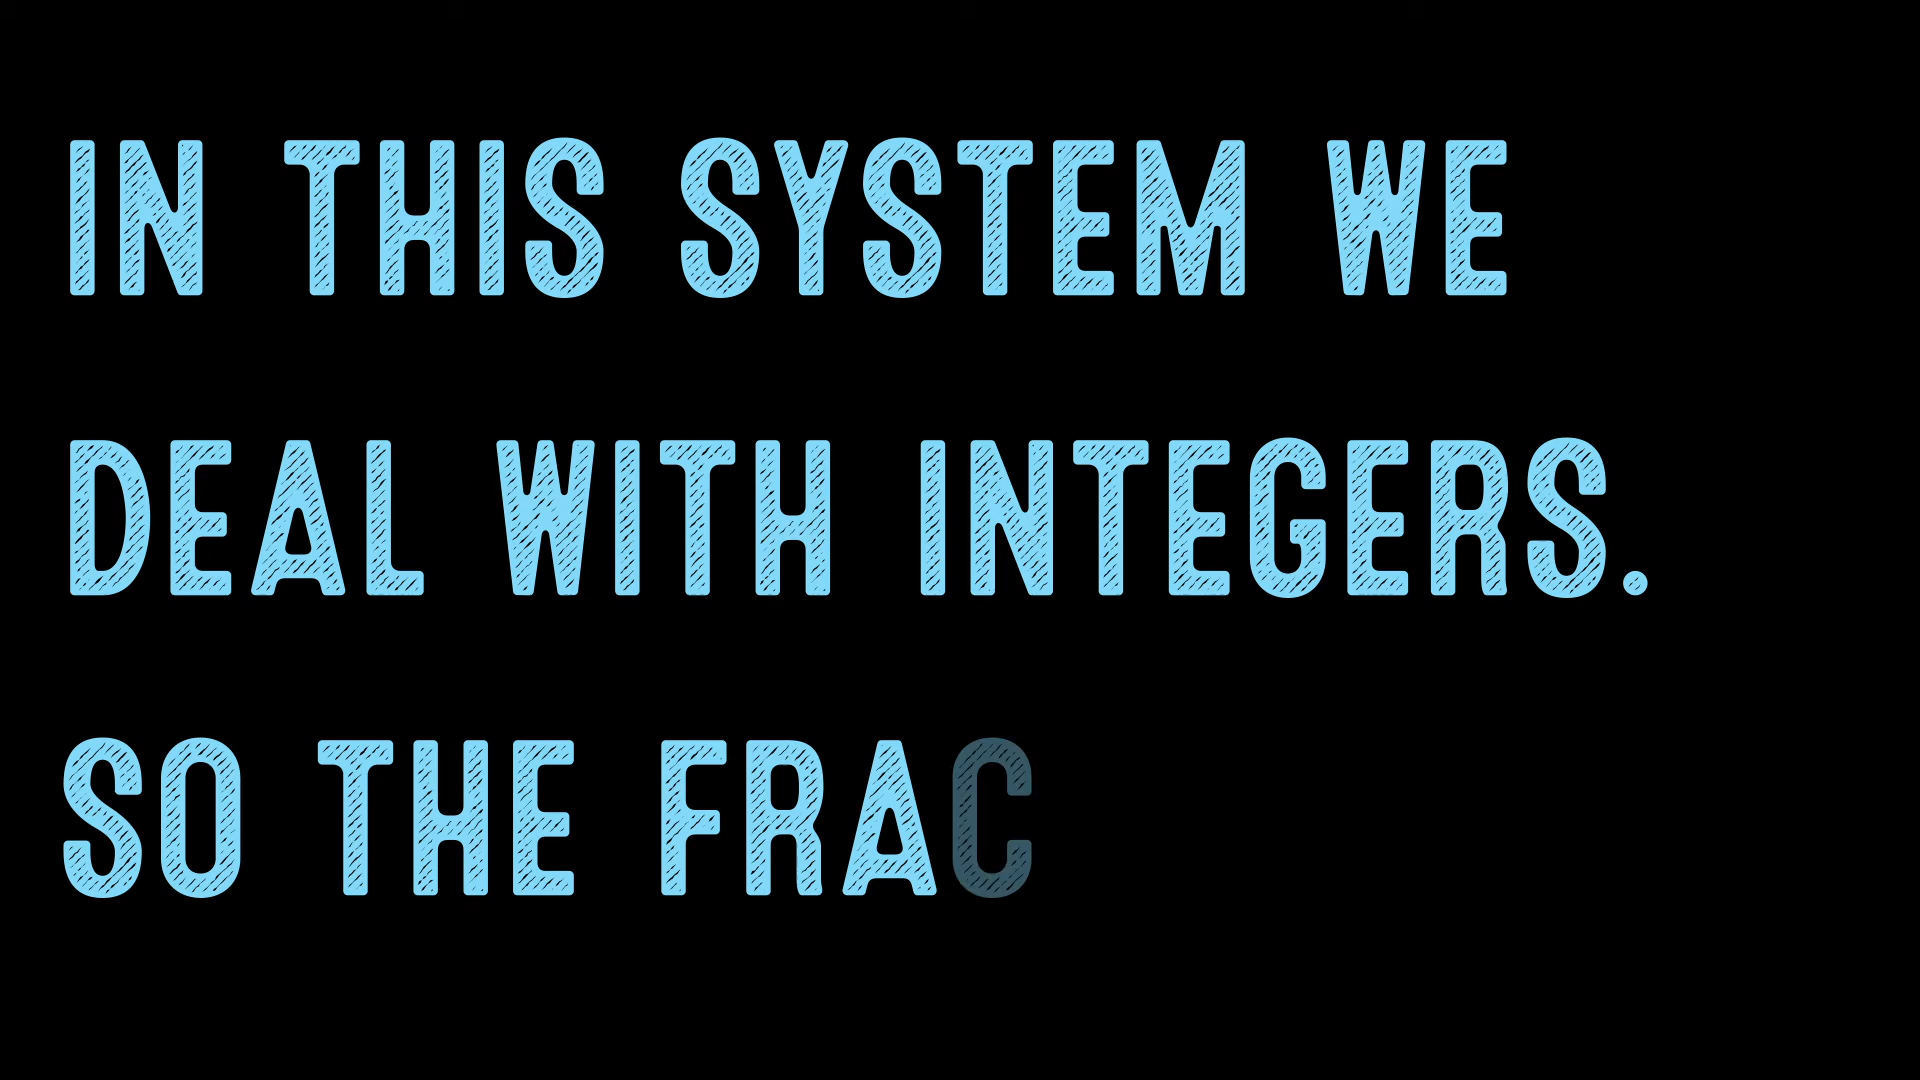 IN THIS SYSTEM WE
DEAL WITH INTEGERS.
SO THE FRAC